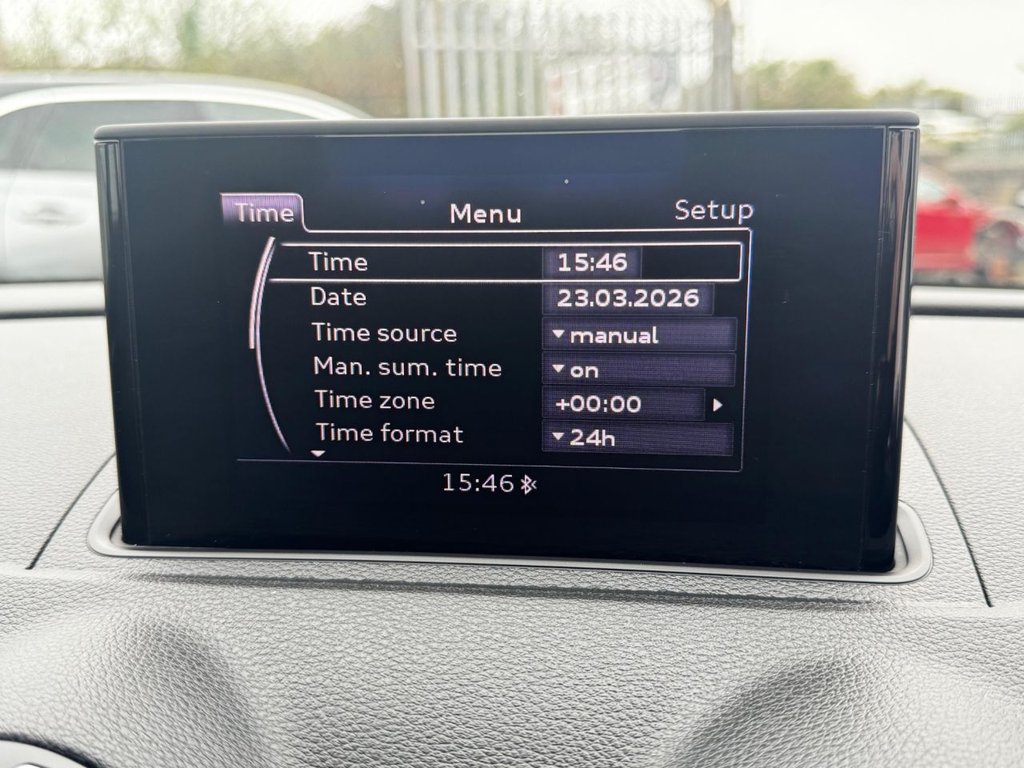 Time Menu Setup
Time 15:46
Date 23.03.2026
Time source manual
Man. sum. time on
Time zone +00:00
Time format 24h
15:46